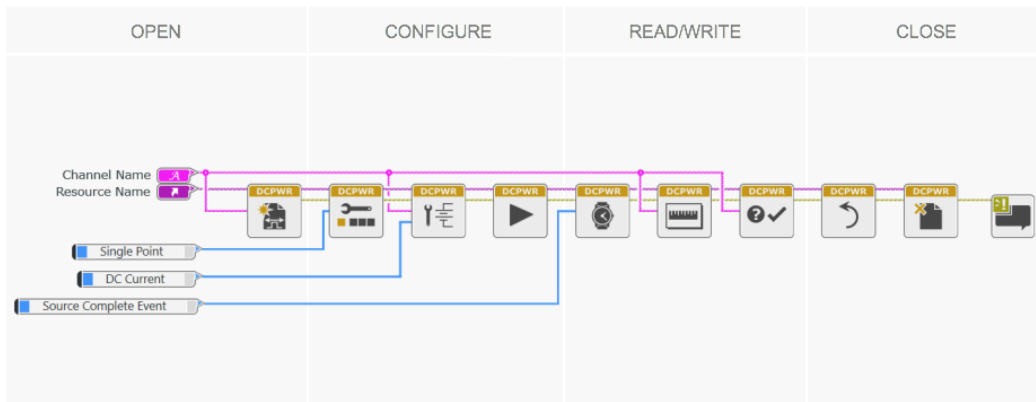 OPEN CONFIGURE READ/WRITE CLOSE
Channel Name A
Resource Name
DCPWR DCPWR DCPWR DCPWR DCPWR DCPWR DCPWR DCPWR DCPWR
Single Point
DC Current
Source Complete Event